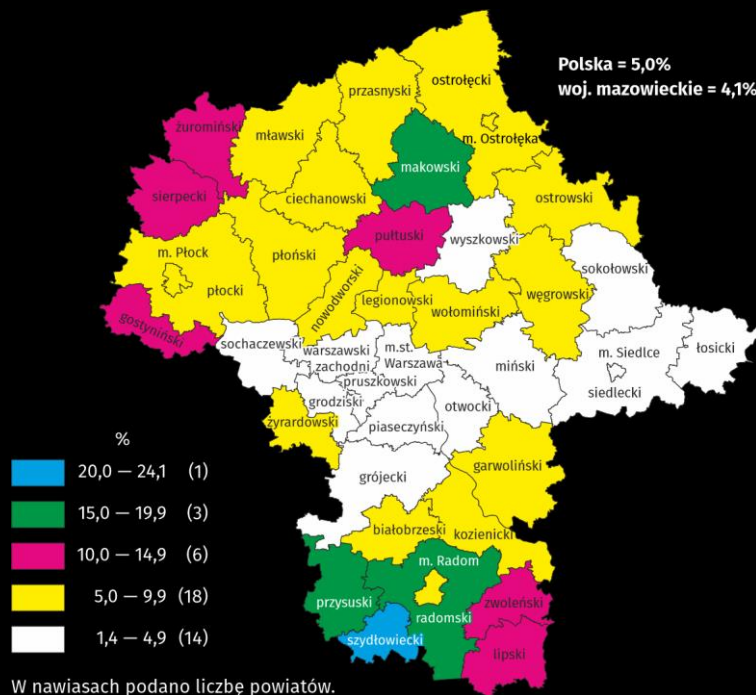 Polska = 5,0%
woj. mazowieckie = 4,1%
ostrołęcki
przasnyski
żuromiński
mławski
m. Ostrołęka
makowski
sierpecki
ciechanowski
ostrowski
pułtuski
wyszkowski
m. Płock
płoński
sokołowski
płocki
nowodworski
legionowski
wołomiński
węgrowski
gostyniński
sochaczewski
warszawski
zachodni
m.st.
Warszawa
miński
m. Siedlce
łosicki
pruszkowski
siedlecki
grodziski
otwocki
żyrardowski
piaseczyński
grójecki
garwoliński
białobrzeski
kozienicki
m. Radom
przysuski
radomski
zwoleński
szydłowiecki
lipski
%
20,0 — 24,1 (1)
15,0 — 19,9 (3)
10,0 — 14,9 (6)
5,0 — 9,9 (18)
1,4 — 4,9 (14)
W nawiasach podano liczbę powiatów.